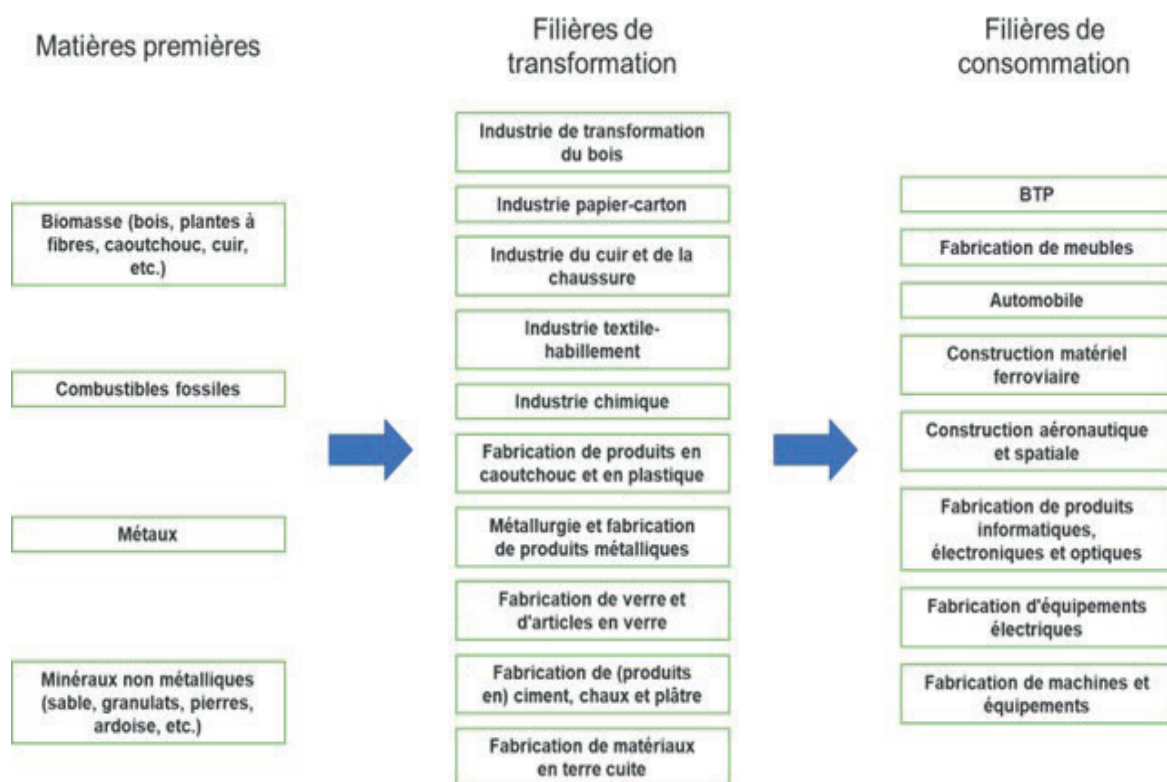 Matières premières
Biomasse (bois, plantes à
fibres, caoutchouc, cuir,
etc.)
Combustibles fossiles
Métaux
Minéraux non métalliques
(sable, granulats, pierres,
ardoise, etc.)
Filières de
transformation
Industrie de transformation
du bois
Industrie papier-carton
Industrie du cuir et de la
chaussure
Industrie textile-
habillement
Industrie chimique
Fabrication de produits en
caoutchouc et en plastique
Métallurgie et fabrication
de produits métalliques
Fabrication de verre et
d'articles en verre
Fabrication de (produits
en) ciment, chaux et plâtre
Fabrication de matériaux
en terre cuite
Filières de
consommation
BTP
Fabrication de meubles
Automobile
Construction matériel
ferroviaire
Construction aéronautique
et spatiale
Fabrication de produits
informatiques,
électroniques et optiques
Fabrication d'équipements
électriques
Fabrication de machines et
équipements